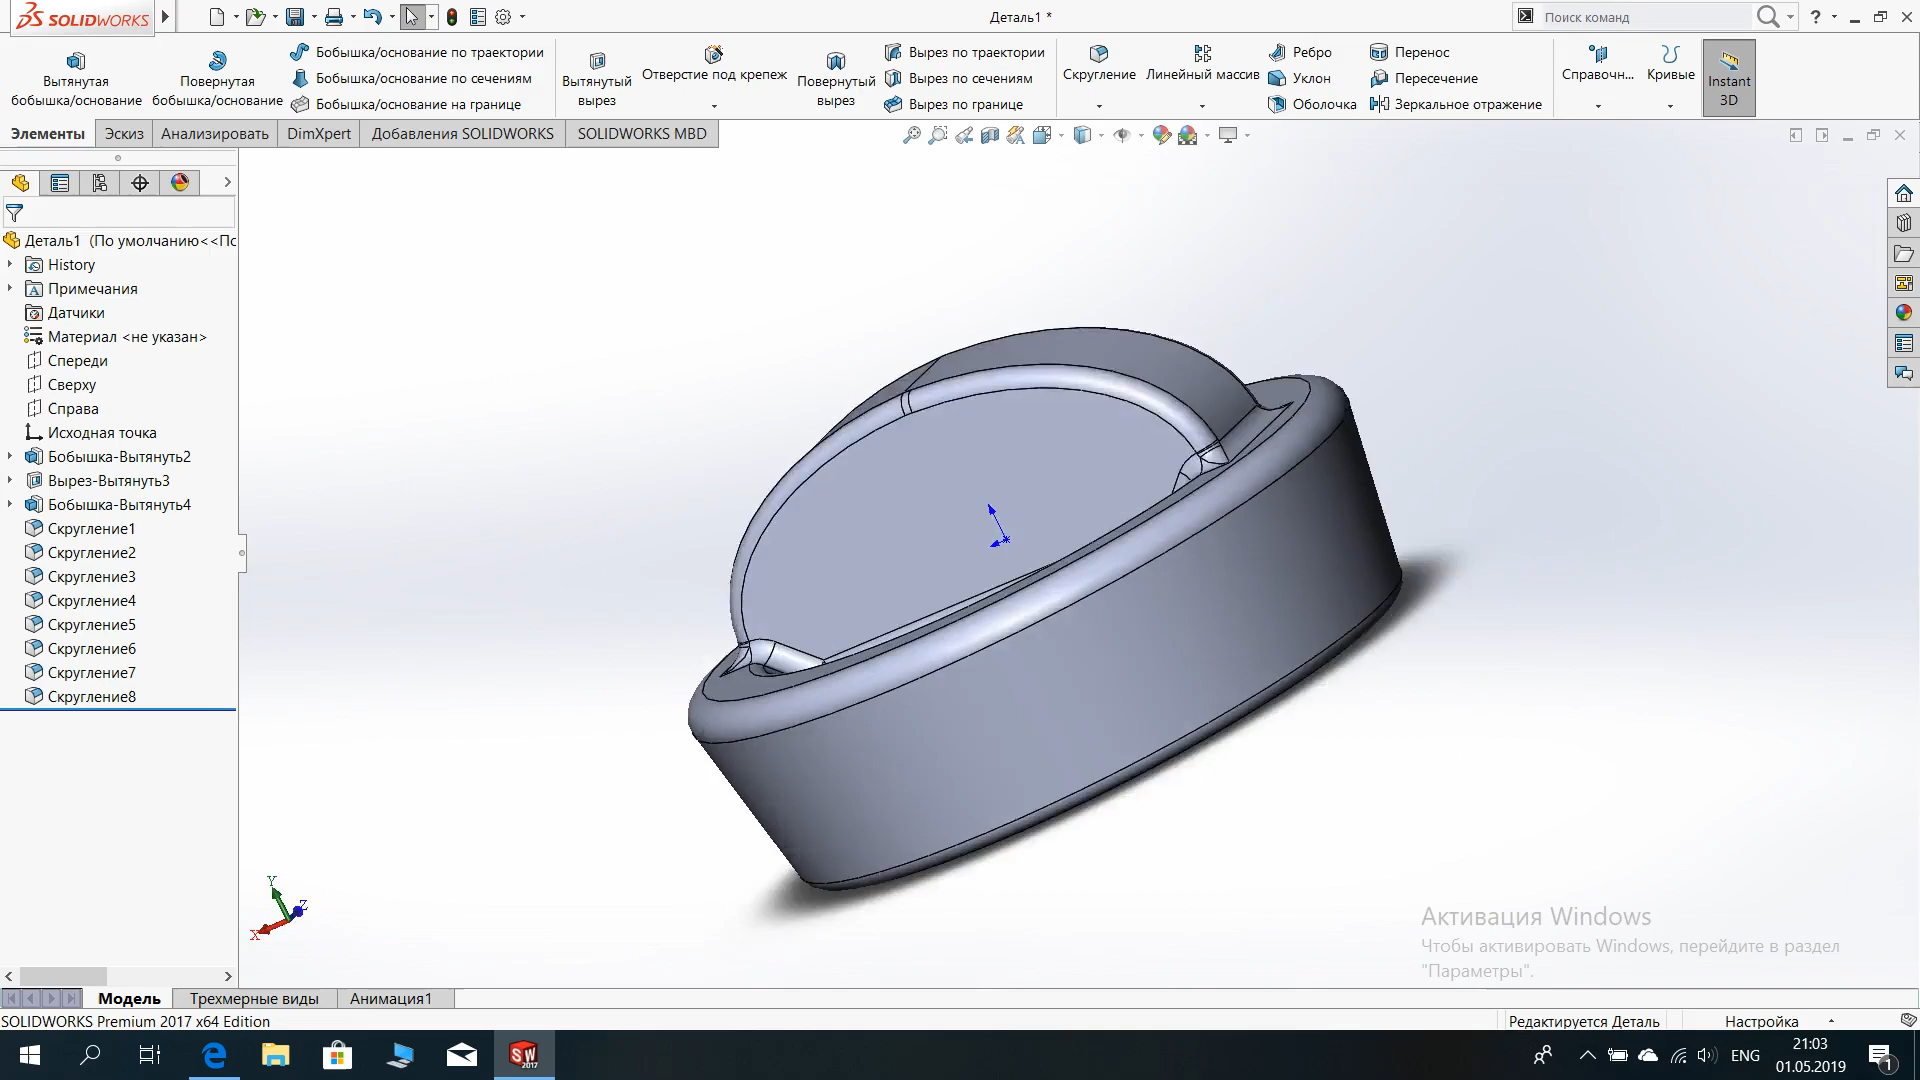 SOLIDWORKS
Деталь1 *
Поиск команд
?
Вытянутая бобышка/основание
Повернутая бобышка/основание
Бобышка/основание по траектории
Бобышка/основание по сечениям
Бобышка/основание на границе
Вытянутый вырез
Отверстие под крепеж
Повернутый вырез
Вырез по траектории
Вырез по сечениям
Вырез по границе
Скругление
Линейный массив
Ребро
Уклон
Оболочка
Перенос
Пересечение
Зеркальное отражение
Справочн...
Кривые
Instant 3D
Элементы
Эскиз
Анализировать
DimXpert
Добавления SOLIDWORKS
SOLIDWORKS MBD
Деталь1 (По умолчанию<<По
History
Примечания
Датчики
Материал <не указан>
Спереди
Сверху
Справа
Исходная точка
Бобышка-Вытянуть2
Вырез-Вытянуть3
Бобышка-Вытянуть4
Скругление1
Скругление2
Скругление3
Скругление4
Скругление5
Скругление6
Скругление7
Скругление8
Y
Z
X
Активация Windows
Чтобы активировать Windows, перейдите в раздел
"Параметры".
Модель
Трехмерные виды
Анимация1
SOLIDWORKS Premium 2017 x64 Edition
Редактируется Деталь
Настройка
SW
2017
ENG
21:03
01.05.2019
1